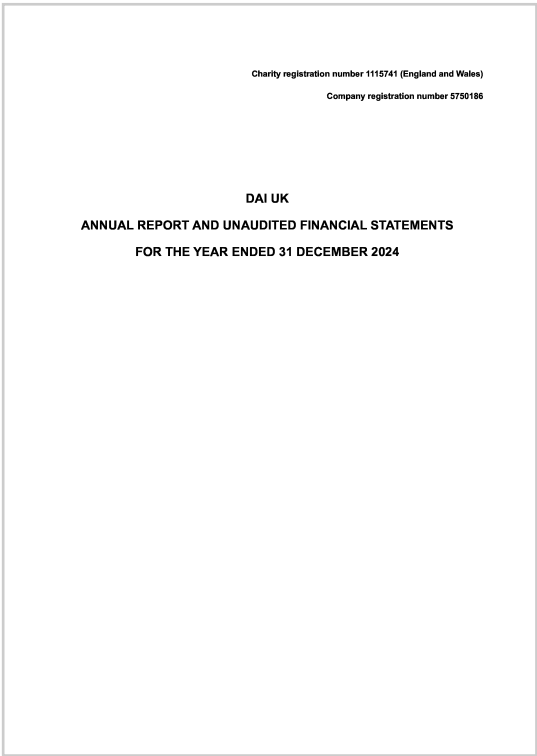 Charity registration number 1115741 (England and Wales)
Company registration number 5750186
DAI UK
ANNUAL REPORT AND UNAUDITED FINANCIAL STATEMENTS
FOR THE YEAR ENDED 31 DECEMBER 2024